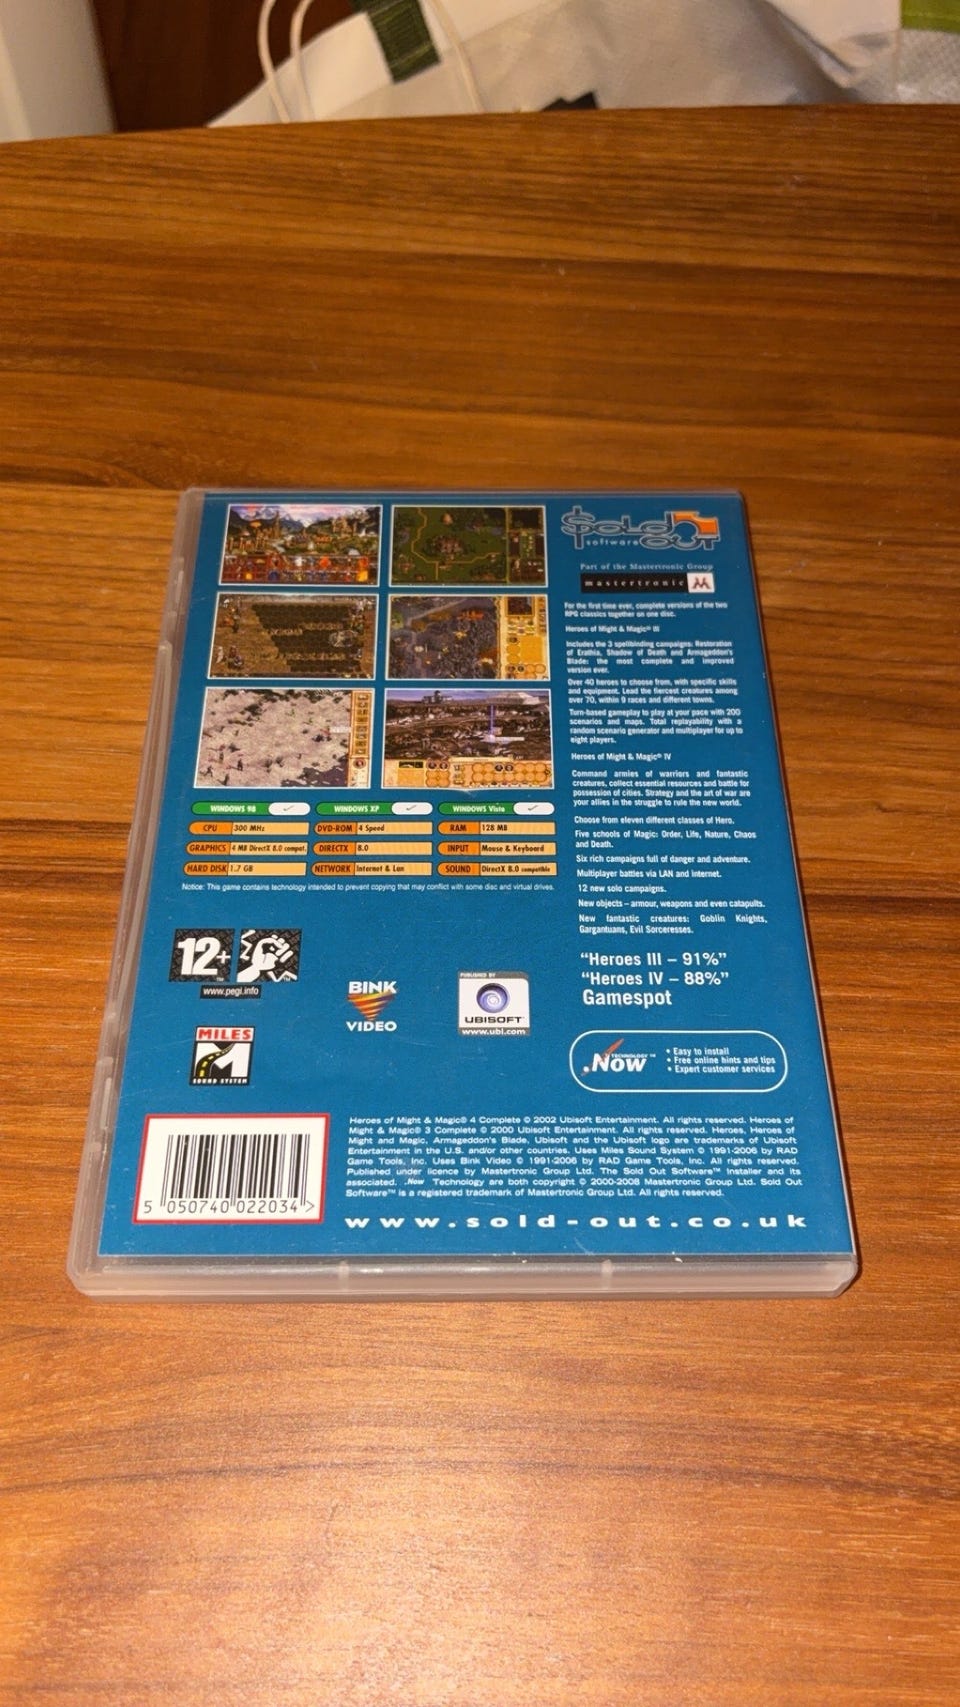 Sold Out
software
Part of the Mastertronic Group
mastertronic
For the first time ever, complete versions of the two
RPG classics together on one disc.
Heroes of Might & Magic® III
Includes the 3 spellbinding campaigns: Restoration
of Erathia, Shadow of Death and Armageddon's
Blade: the most complete and improved
version ever.
Over 40 heroes to choose from, with specific skills
and equipment. Lead the fiercest creatures among
over 70, within 9 races and different towns.
Turn-based gameplay to play at your pace with 200
scenarios and maps. Total replayability with a
random scenario generator and multiplayer for up to
eight players.
Heroes of Might & Magic® IV
Command armies of warriors and fantastic
creatures, collect essential resources and battle for
possession of cities. Strategy and the art of war are
your allies in the struggle to rule the new world.
Choose from eleven different classes of Hero.
Five schools of Magic: Order, Life, Nature, Chaos
and Death.
Six rich campaigns full of danger and adventure.
Multiplayer battles via LAN and internet.
12 new solo campaigns.
New objects – armour, weapons and even catapults.
New fantastic creatures: Goblin Knights,
Gargantuans, Evil Sorceresses.
"Heroes III – 91%"
"Heroes IV – 88%"
Gamespot
.Now TECHNOLOGY™
• Easy to install
• Free online hints and tips
• Expert customer services
WINDOWS 98 ✓ WINDOWS XP ✓ WINDOWS Vista ✓
CPU 300 MHz DVD-ROM 4 Speed RAM 128 MB
GRAPHICS 4 MB DirectX 8.0 compat. DIRECTX 8.0 INPUT Mouse & Keyboard
HARD DISK 1.7 GB NETWORK Internet & Lan SOUND DirectX 8.0 compatible
Notice: This game contains technology intended to prevent copying that may conflict with some disc and virtual drives.
12+™
www.pegi.info
BINK
VIDEO
PUBLISHED BY
UBISOFT
www.ubi.com
MILES
SOUND SYSTEM
5 050740 022034 >
Heroes of Might & Magic® 4 Complete © 2002 Ubisoft Entertainment. All rights reserved. Heroes of
Might & Magic® 3 Complete © 2000 Ubisoft Entertainment. All rights reserved. Heroes, Heroes of
Might and Magic, Armageddon's Blade, Ubisoft and the Ubisoft logo are trademarks of Ubisoft
Entertainment in the U.S. and/or other countries. Uses Miles Sound System © 1991-2006 by RAD
Game Tools, Inc. Uses Bink Video © 1991-2006 by RAD Game Tools, Inc. All rights reserved.
Published under licence by Mastertronic Group Ltd. The Sold Out Software™ Installer and its
associated. .Now Technology are both copyright © 2000-2008 Mastertronic Group Ltd. Sold Out
Software™ is a registered trademark of Mastertronic Group Ltd. All rights reserved.
www.sold-out.co.uk